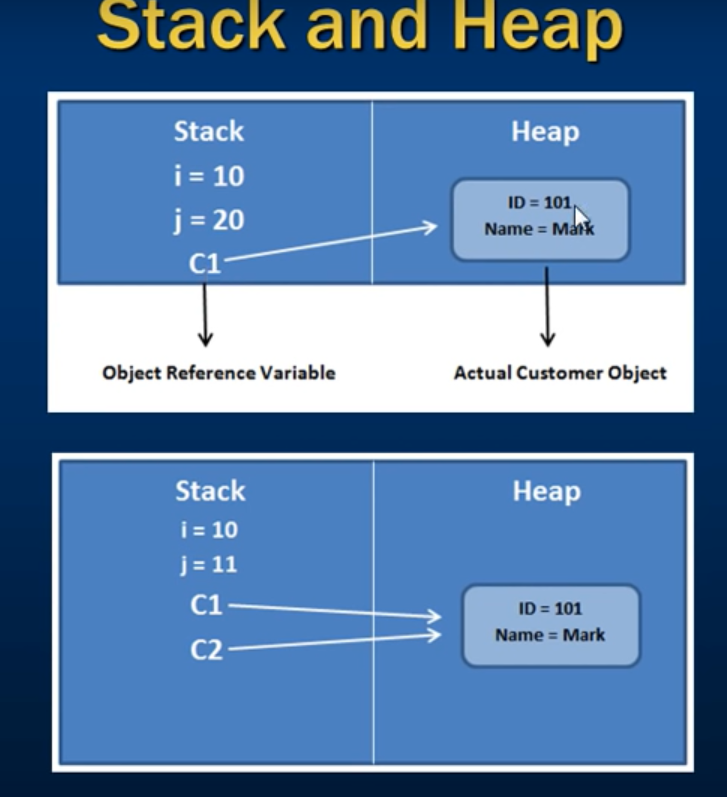 Stack and Heap
Stack
i = 10
j = 20
C1
Heap
ID = 101
Name = Mark
Object Reference Variable
Actual Customer Object
Stack
i = 10
j = 11
C1
C2
Heap
ID = 101
Name = Mark